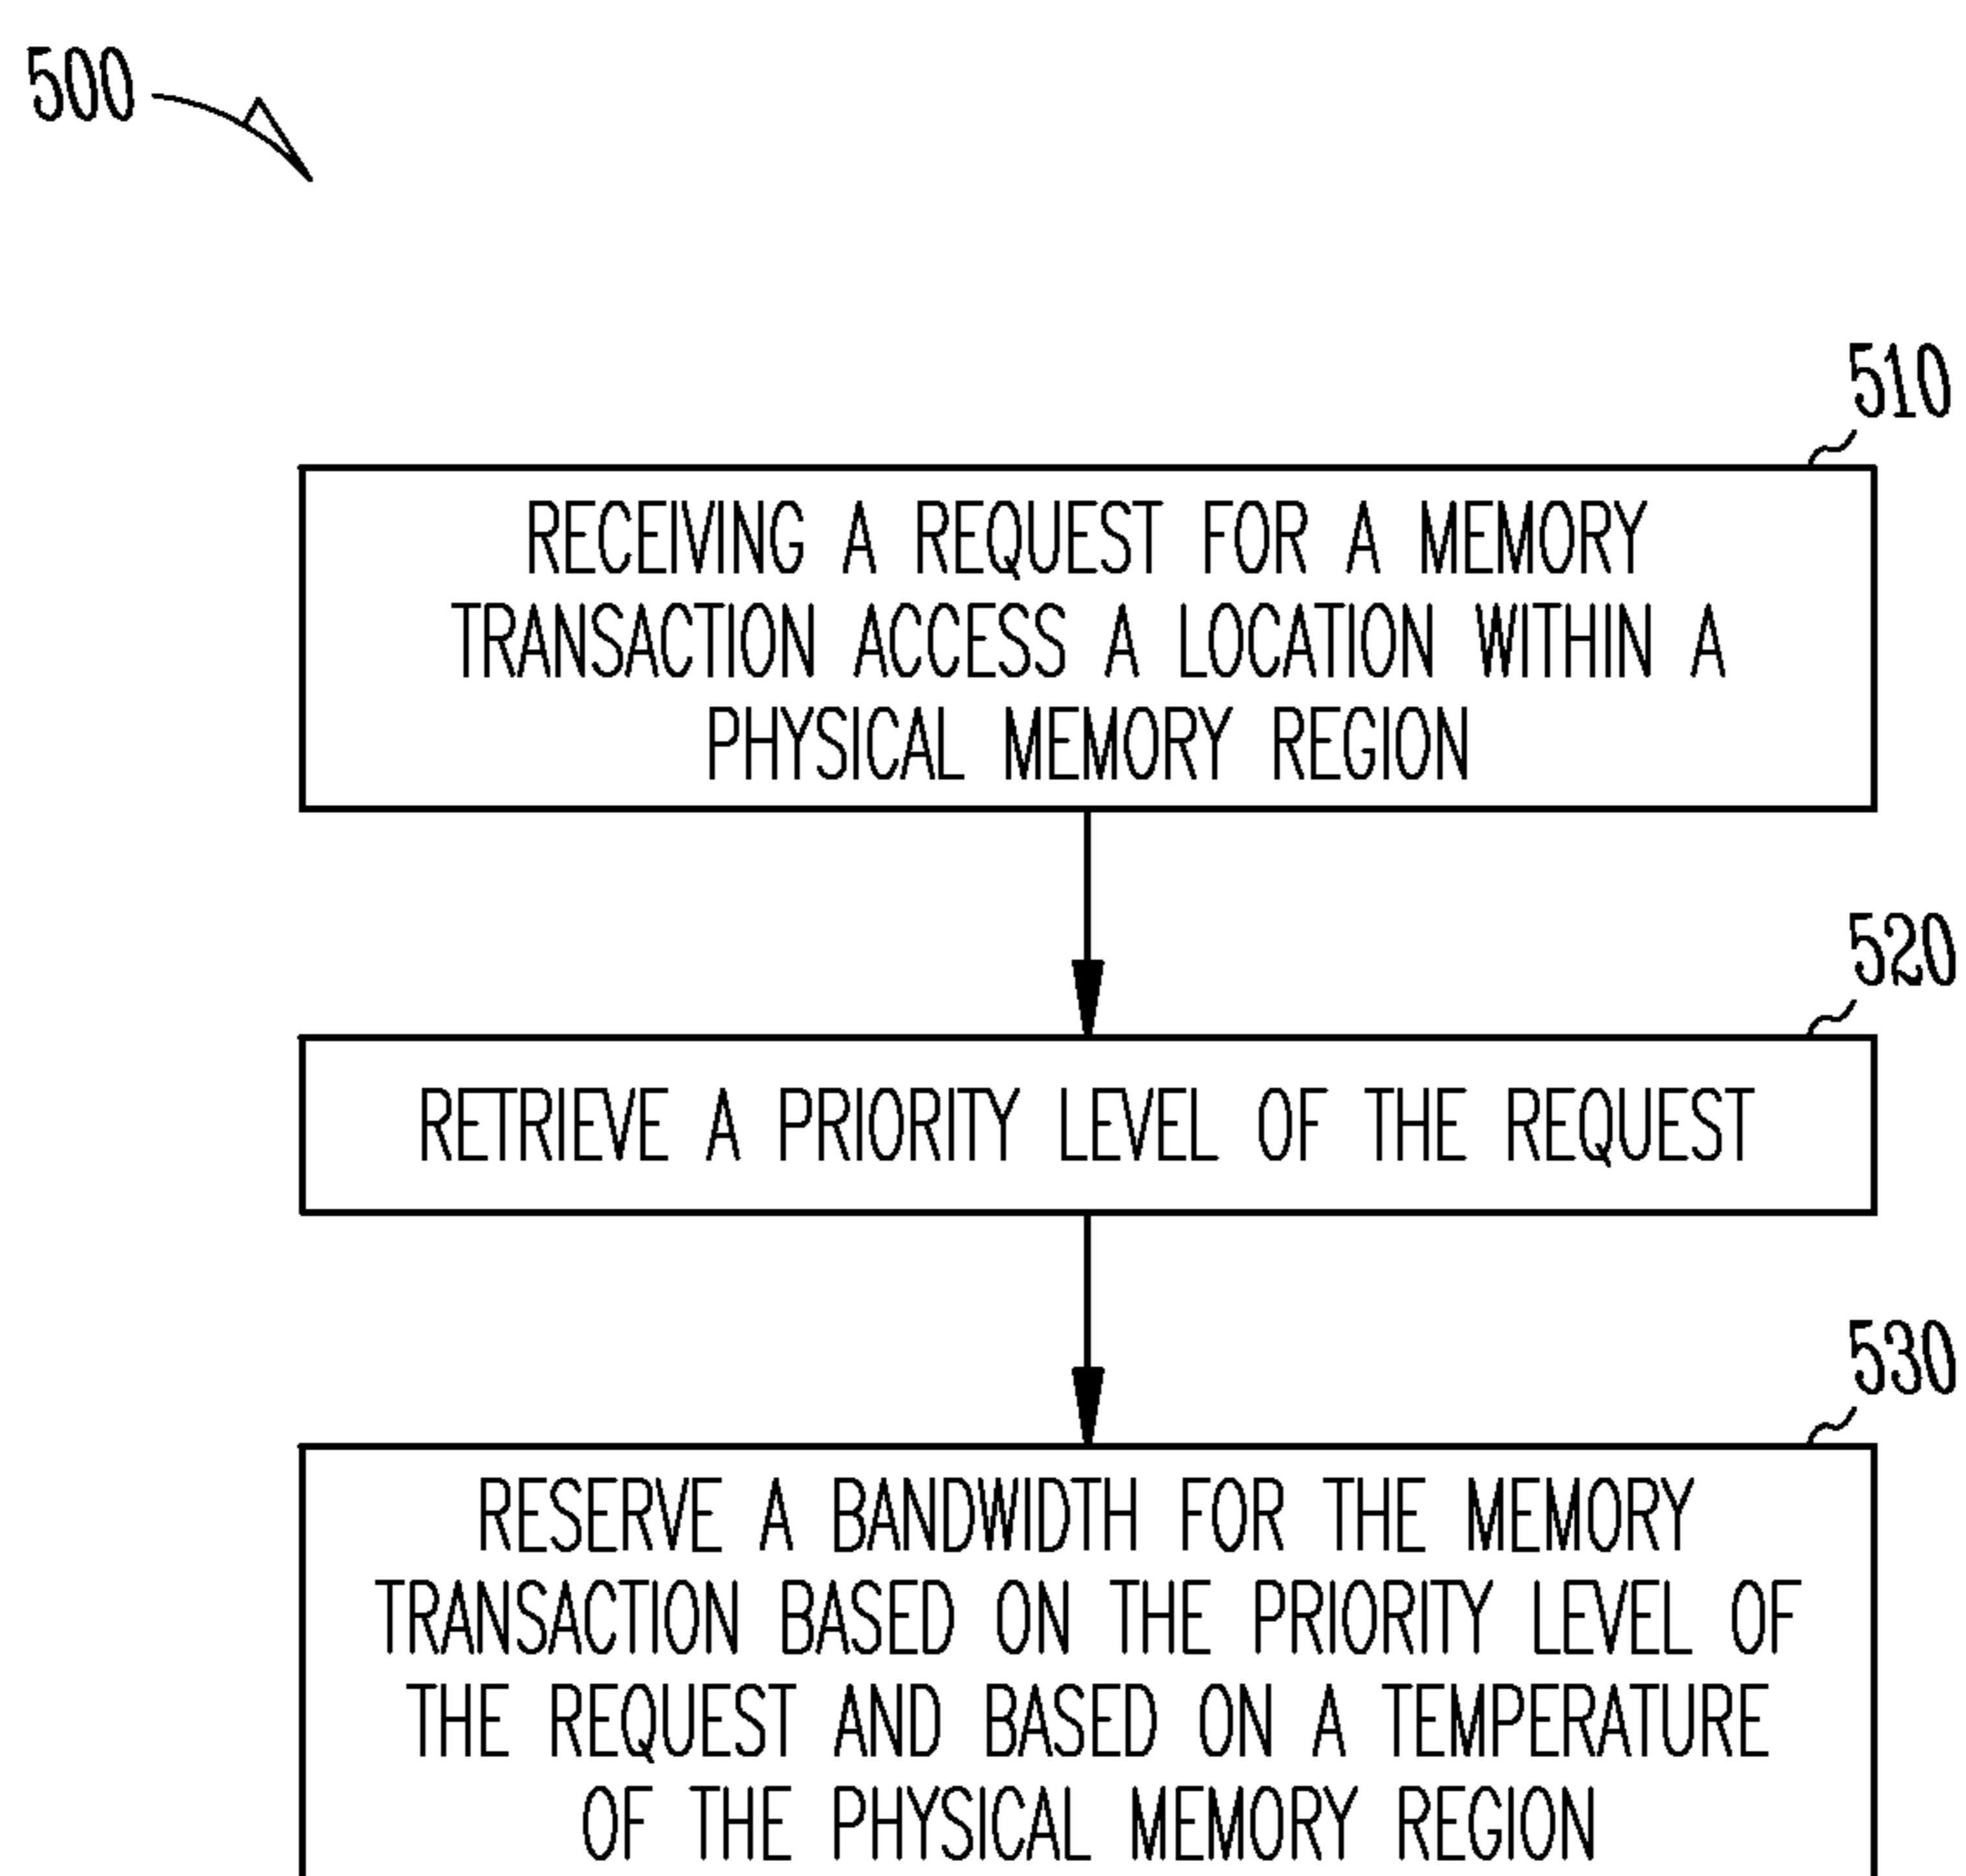 500
510
RECEIVING A REQUEST FOR A MEMORY
TRANSACTION ACCESS A LOCATION WITHIN A
PHYSICAL MEMORY REGION
520
RETRIEVE A PRIORITY LEVEL OF THE REQUEST
530
RESERVE A BANDWIDTH FOR THE MEMORY
TRANSACTION BASED ON THE PRIORITY LEVEL OF
THE REQUEST AND BASED ON A TEMPERATURE
OF THE PHYSICAL MEMORY REGION